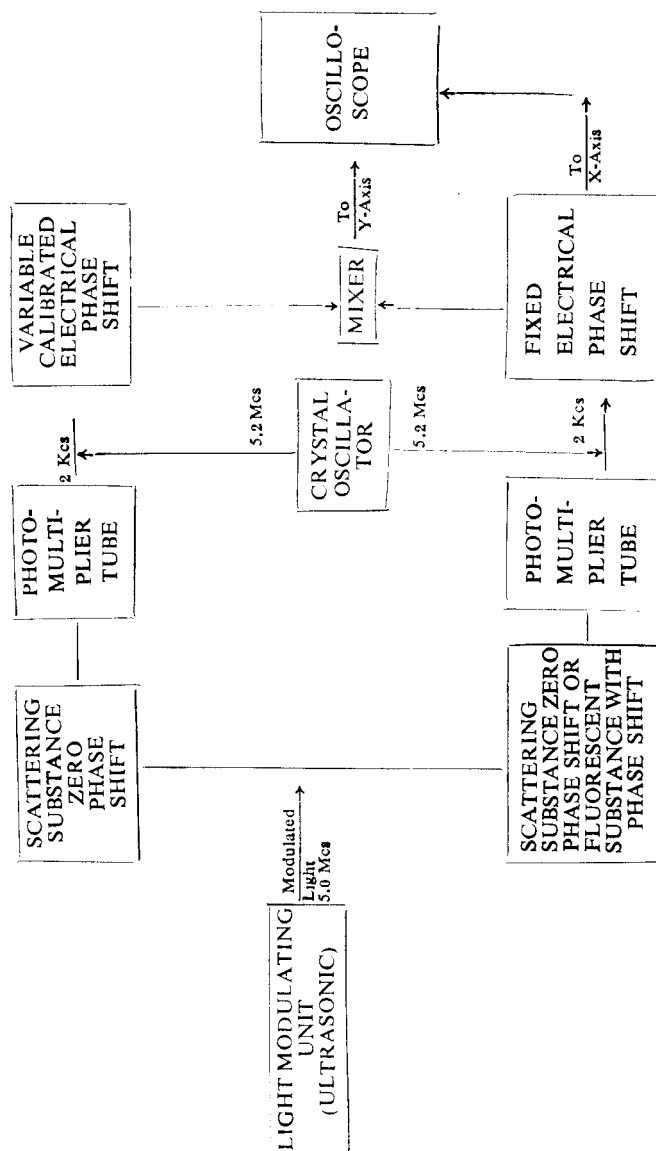 LIGHT MODULATING
UNIT
(ULTRASONIC)
Modulated
Light
5.0 Mcs
SCATTERING
SUBSTANCE
ZERO
PHASE
SHIFT
PHOTO-
MULTI-
PLIER
TUBE
2 Kcs
VARIABLE
CALIBRATED
ELECTRICAL
PHASE
SHIFT
5.2 Mcs
CRYSTAL
OSCILLA-
TOR
5.2 Mcs
MIXER
To
Y-Axis
OSCILLO-
SCOPE
SCATTERING
SUBSTANCE ZERO
PHASE SHIFT OR
FLUORESCENT
SUBSTANCE WITH
PHASE SHIFT
PHOTO-
MULTI-
PLIER
TUBE
2 Kcs
FIXED
ELECTRICAL
PHASE
SHIFT
To
X-Axis